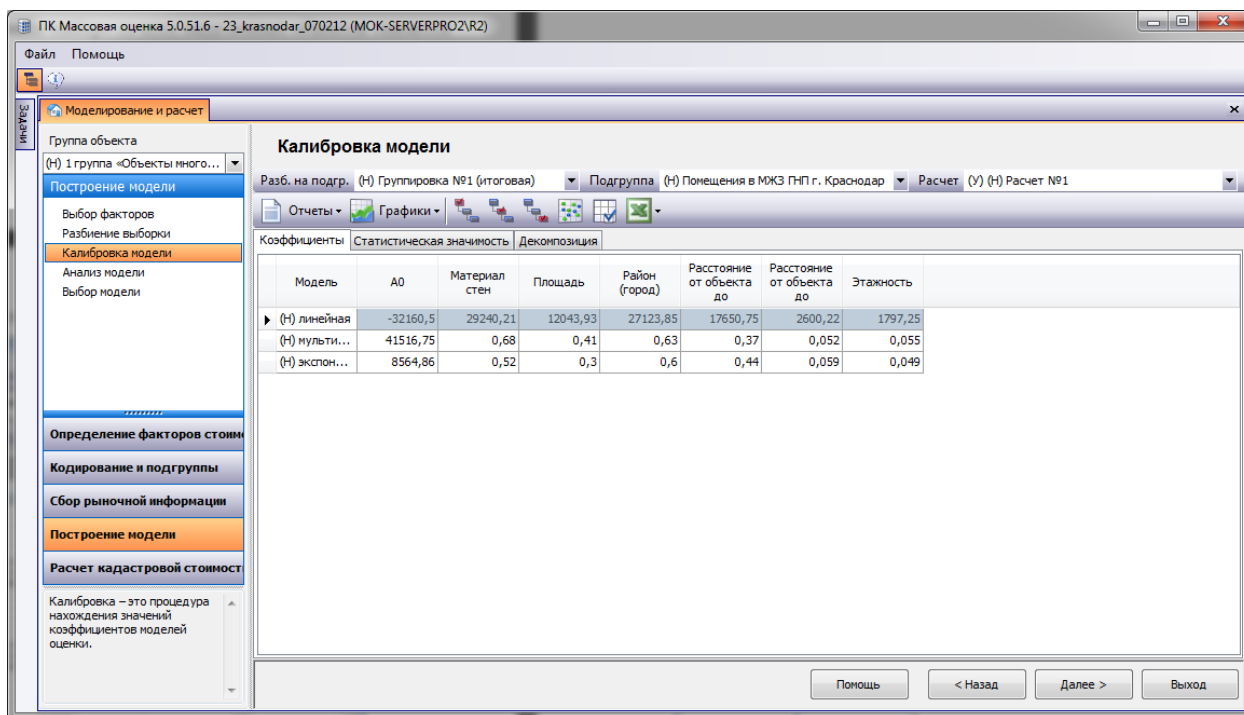 ПК Массовая оценка 5.0.51.6 - 23_krasnodar_070212 (MOK-SERVERPRO2\R2)
Файл Помощь
Задачи
Моделирование и расчет
Группа объекта
(Н) 1 группа «Объекты много...
Построение модели
Выбор факторов
Разбиение выборки
Калибровка модели
Анализ модели
Выбор модели
Определение факторов стоим
Кодирование и подгруппы
Сбор рыночной информации
Построение модели
Расчет кадастровой стоимост
Калибровка – это процедура
нахождения значений
коэффициентов моделей
оценки.
Калибровка модели
Разб. на подгр. (Н) Группировка №1 (итоговая) Подгруппа (Н) Помещения в МЖЗ ГНП г. Краснодар Расчет (У) (Н) Расчет №1
Отчеты Графики
Коэффициенты Статистическая значимость Декомпозиция
Модель A0 Материал стен Площадь Район (город) Расстояние от объекта до Расстояние от объекта до Этажность
(Н) линейная -32160,5 29240,21 12043,93 27123,85 17650,75 2600,22 1797,25
(Н) мульти... 41516,75 0,68 0,41 0,63 0,37 0,052 0,055
(Н) экспон... 8564,86 0,52 0,3 0,6 0,44 0,059 0,049
Помощь < Назад Далее > Выход